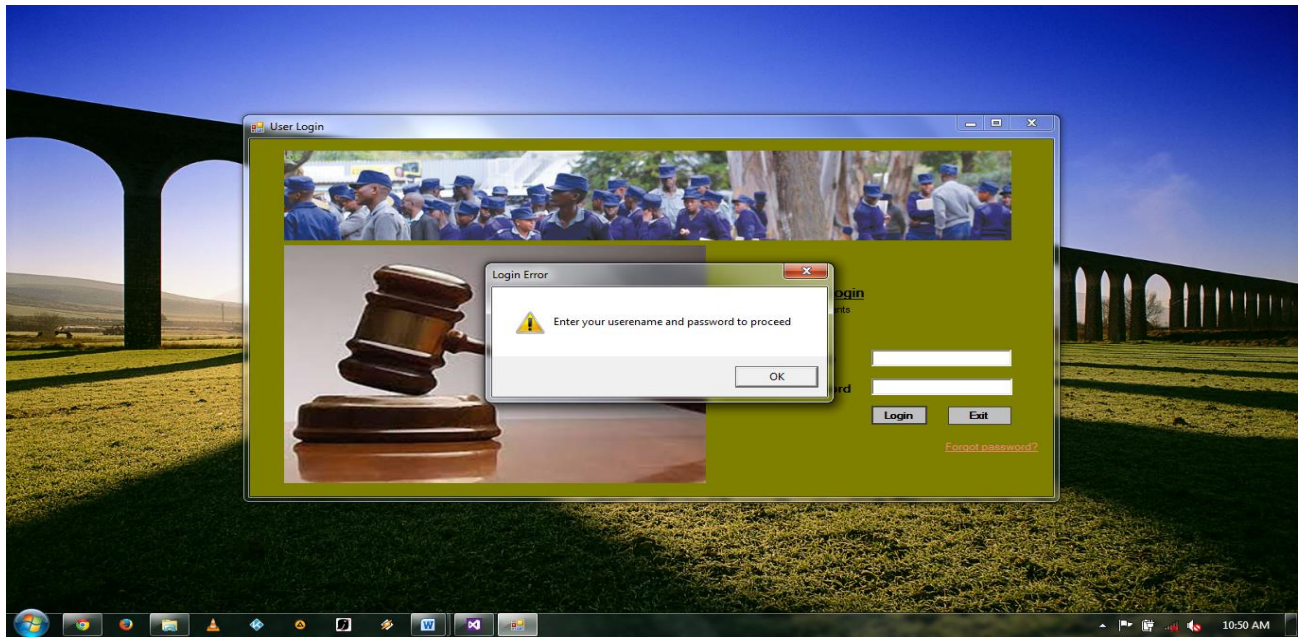 User Login
Login Error
ogin
nts
Enter your userename and password to proceed
OK
ord
Login
Exit
Forgot password?
W
10:50 AM